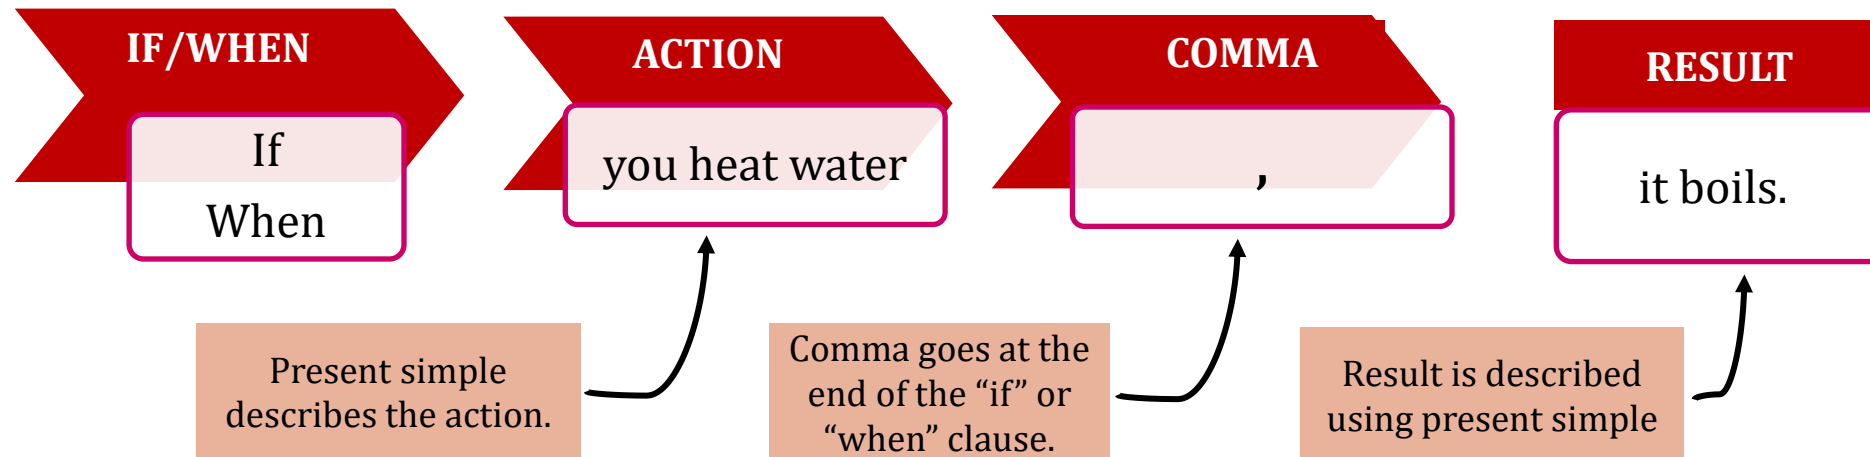 IF/WHEN
If
When
ACTION
you heat water
COMMA
,
RESULT
it boils.
Present simple
describes the action.
Comma goes at the
end of the “if” or
“when” clause.
Result is described
using present simple